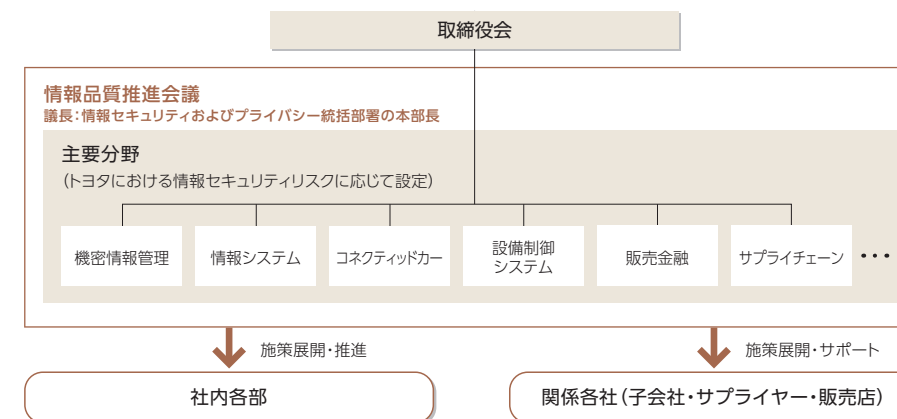 取締役会
情報品質推進会議
議長:情報セキュリティおよびプライバシー統括部署の本部長
主要分野
(トヨタにおける情報セキュリティリスクに応じて設定)
機密情報管理
情報システム
コネクティッドカー
設備制御
システム
販売金融
サプライチェーン
•••
施策展開・推進
施策展開・サポート
社内各部
関係各社(子会社・サプライヤー・販売店)